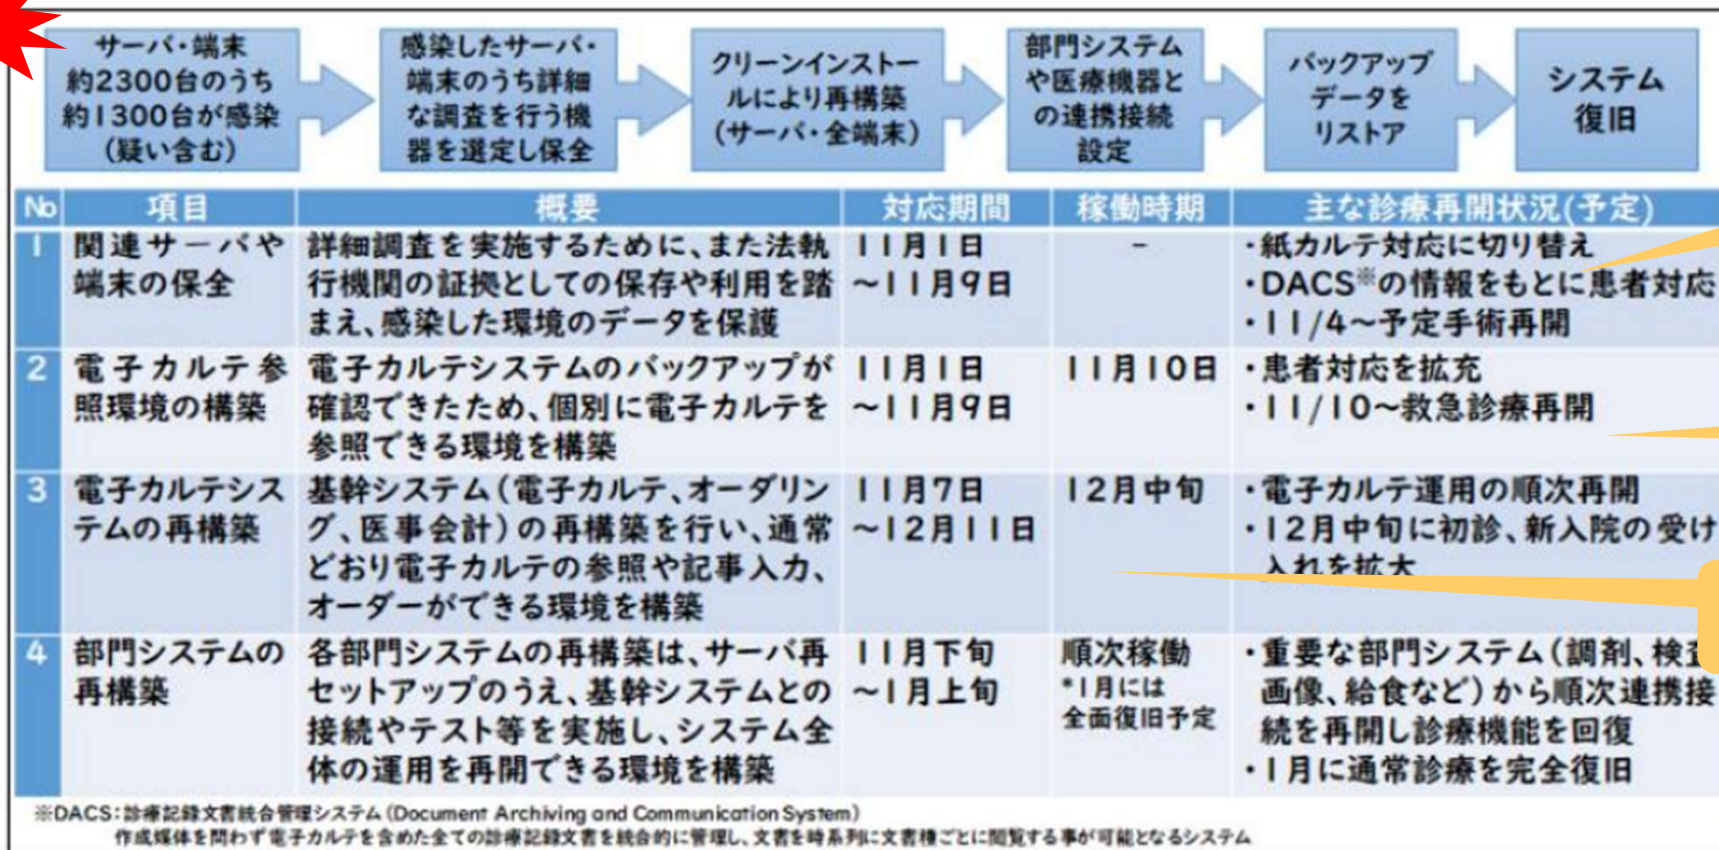 サーバ・端末
約2300台のうち
約1300台が感染
(疑い含む)
感染したサーバ・
端末のうち詳細
な調査を行う機
器を選定し保全
クリーンインストー
ルにより再構築
(サーバ・全端末)
部門システム
や医療機器と
の連携接続
設定
バックアップ
データを
リストア
システム
復旧
No 項目 概要 対応期間 稼働時期 主な診療再開状況(予定)
1 関連サーバや 詳細調査を実施するために、また法執 11月1日 - ・紙カルテ対応に切り替え
端末の保全 行機関の証拠としての保存や利用を踏 ～11月9日 ・DACS※の情報をもとに患者対応
まえ、感染した環境のデータを保護 ・11/4～予定手術再開
2 電子カルテ参 電子カルテシステムのバックアップが 11月1日 11月10日 ・患者対応を拡充
照環境の構築 確認できたため、個別に電子カルテを ～11月9日 ・11/10～救急診療再開
参照できる環境を構築
3 電子カルテシス 基幹システム(電子カルテ、オーダリン 11月7日 12月中旬 ・電子カルテ運用の順次再開
テムの再構築 グ、医事会計)の再構築を行い、通常 ～12月11日 ・12月中旬に初診、新入院の受け
どおり電子カルテの参照や記事入力、 入れを拡大
オーダーができる環境を構築
4 部門システムの 各部門システムの再構築は、サーバ再 11月下旬 順次稼働 ・重要な部門システム(調剤、検査
再構築 セットアップのうえ、基幹システムとの ～1月上旬 *1月には 画像、給食など)から順次連携接
接続やテスト等を実施し、システム全 全面復旧予定 続を再開し診療機能を回復
体の運用を再開できる環境を構築 ・1月に通常診療を完全復旧
※DACS:診療記録文書統合管理システム(Document Archiving and Communication System)
作成媒体を問わず電子カルテを含めた全ての診療記録文書を統合的に管理し、文書を時系列に文書種ごとに閲覧する事が可能となるシステム